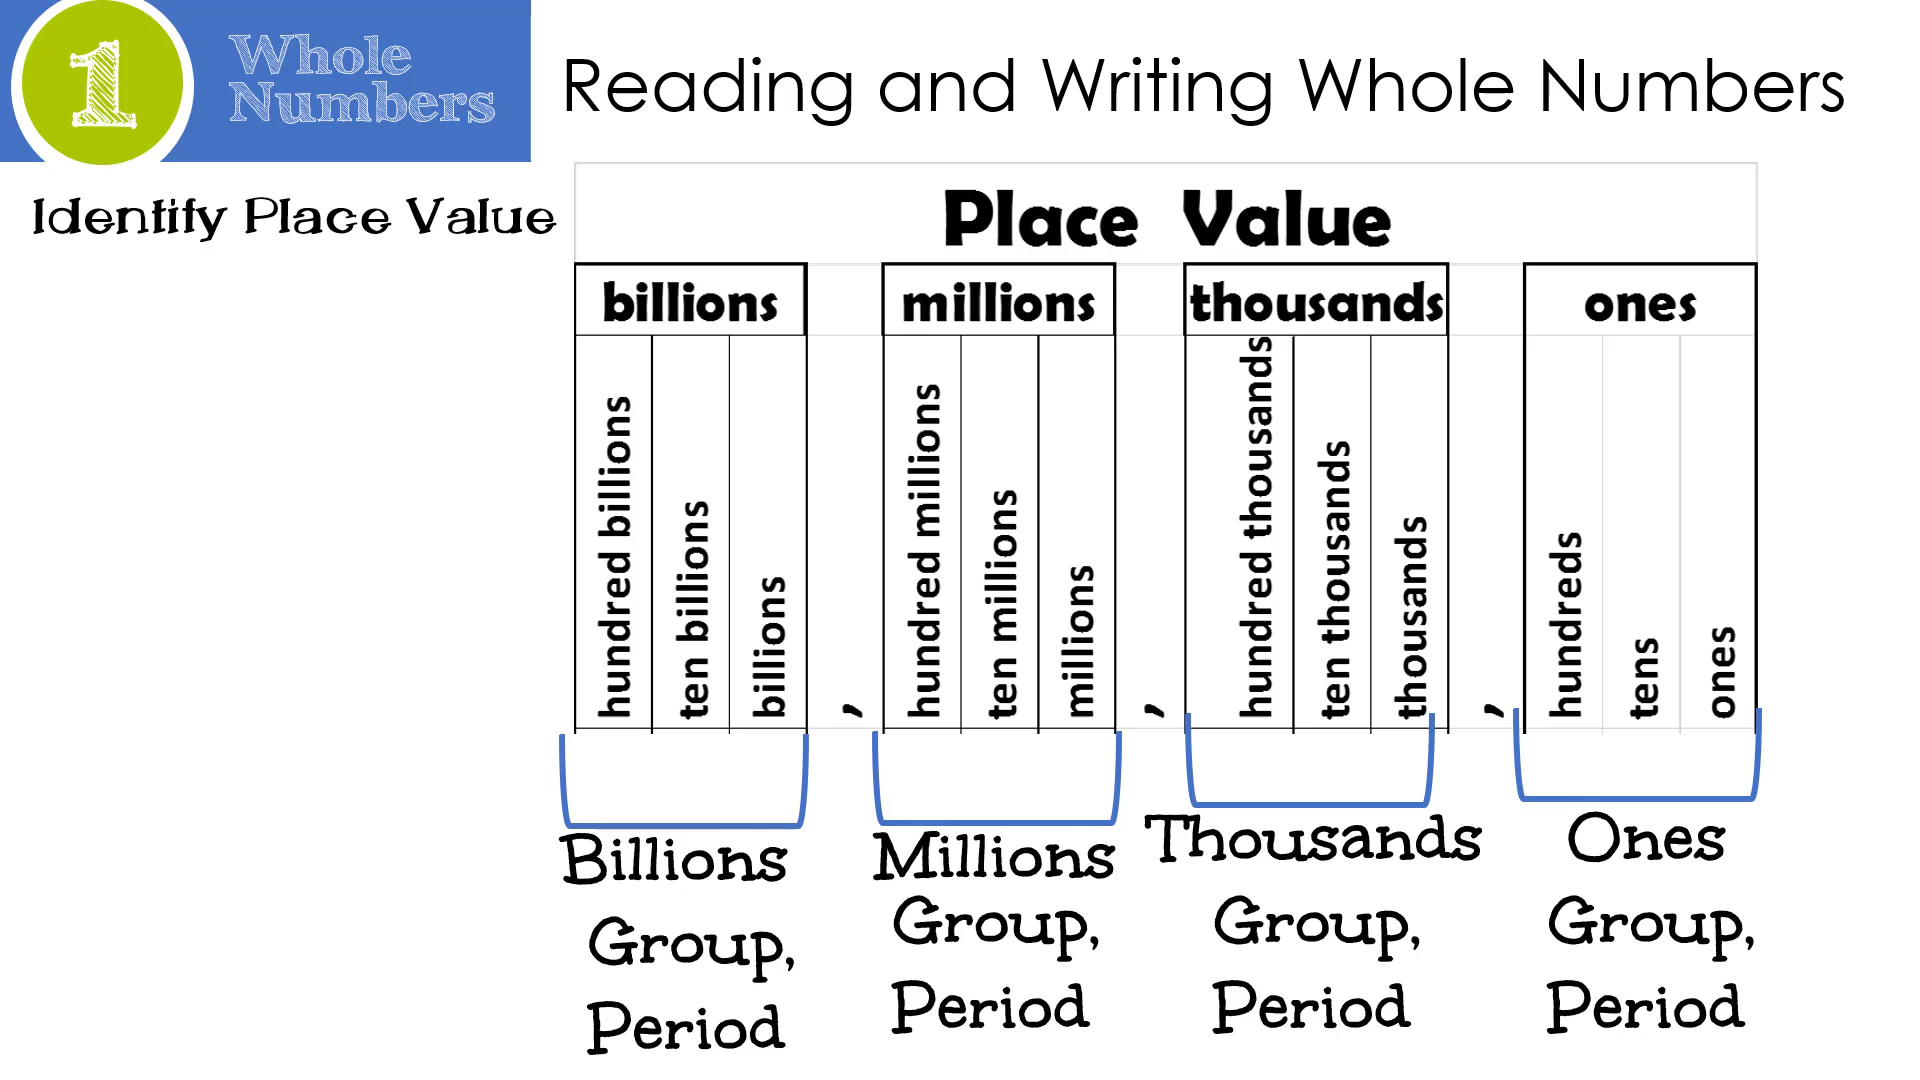 1
Whole
Numbers
Reading and Writing Whole Numbers
Identify Place Value
Place Value
billions
millions
thousands
ones
hundred billions
ten billions
billions
,
hundred millions
ten millions
millions
,
hundred thousands
ten thousands
thousands
,
hundreds
tens
ones
Billions
Group,
Period
Millions
Group,
Period
Thousands
Group,
Period
Ones
Group,
Period